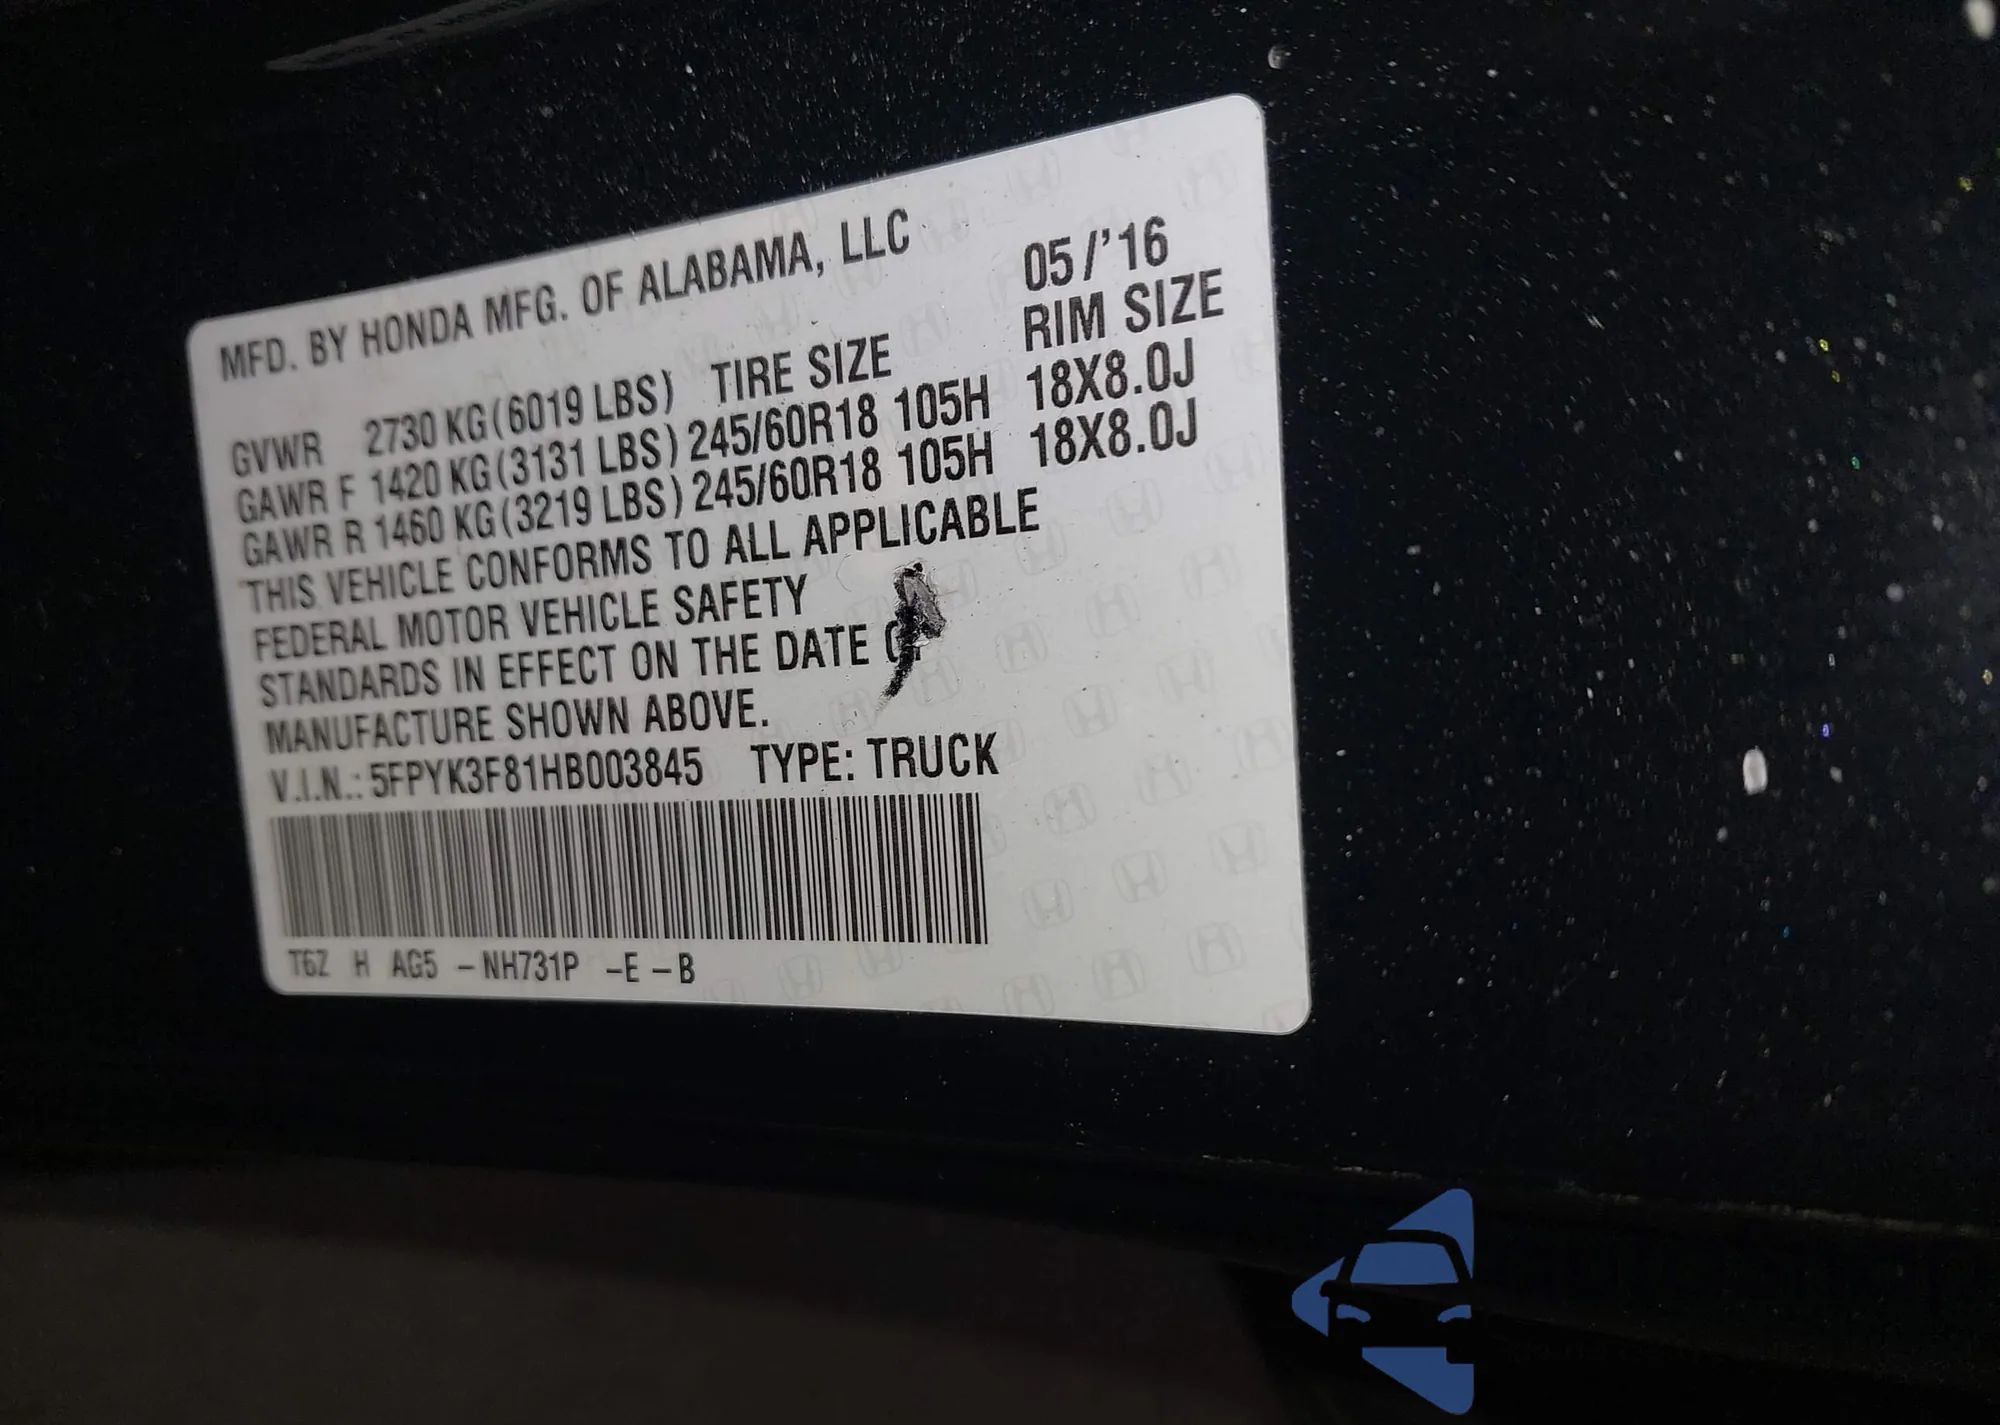 MFD. BY HONDA MFG. OF ALABAMA, LLC 05/'16
GVWR 2730 KG(6019 LBS) TIRE SIZE RIM SIZE
GAWR F 1420 KG(3131 LBS) 245/60R18 105H 18X8.0J
GAWR R 1460 KG(3219 LBS) 245/60R18 105H 18X8.0J
THIS VEHICLE CONFORMS TO ALL APPLICABLE
FEDERAL MOTOR VEHICLE SAFETY
STANDARDS IN EFFECT ON THE DATE OF
MANUFACTURE SHOWN ABOVE.
V.I.N.: 5FPYK3F81HB003845 TYPE: TRUCK
T6Z H AG5 -NH731P -E -B